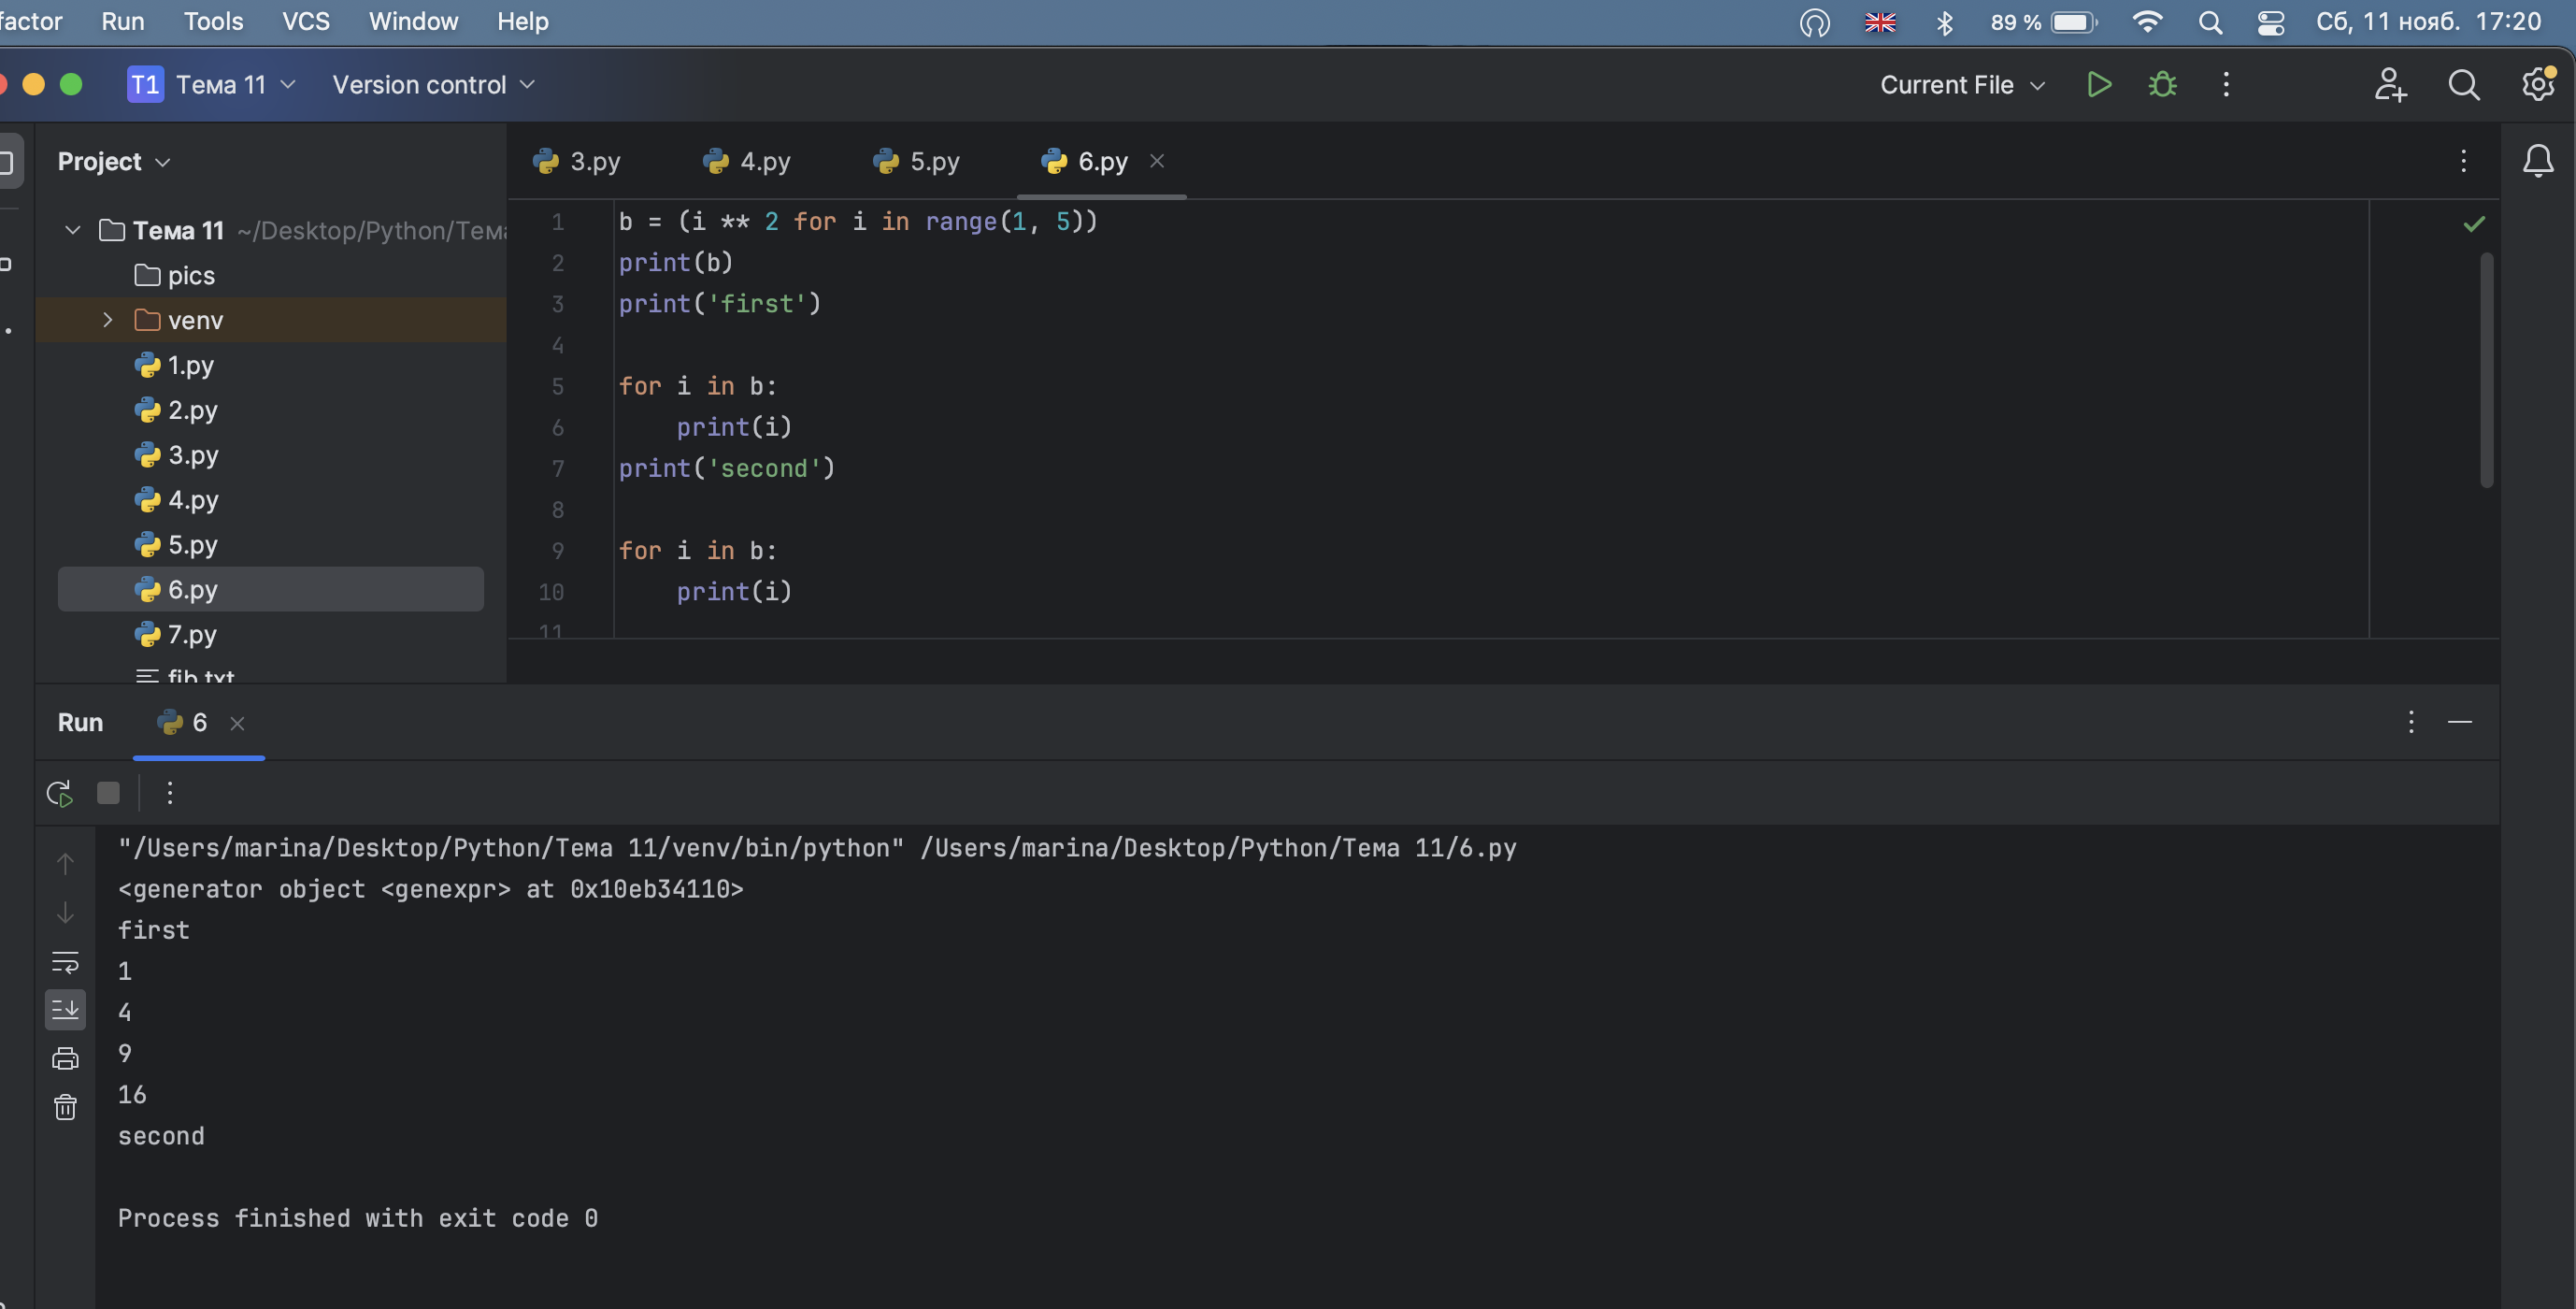 Run Tools VCS Window Help 89 % Сб, 11 нояб. 17:20
T1 Тема 11 Version control Current File
Project
3.py 4.py 5.py 6.py
Тема 11 ~/Desktop/Python/Тема
pics
venv
1.py
2.py
3.py
4.py
5.py
6.py
7.py
fib.txt
1 b = (i ** 2 for i in range(1, 5))
2 print(b)
3 print('first')
4
5 for i in b:
6     print(i)
7 print('second')
8
9 for i in b:
10     print(i)
11
Run 6
"/Users/marina/Desktop/Python/Тема 11/venv/bin/python" /Users/marina/Desktop/Python/Тема 11/6.py
<generator object <genexpr> at 0x10eb34110>
first
1
4
9
16
second
Process finished with exit code 0